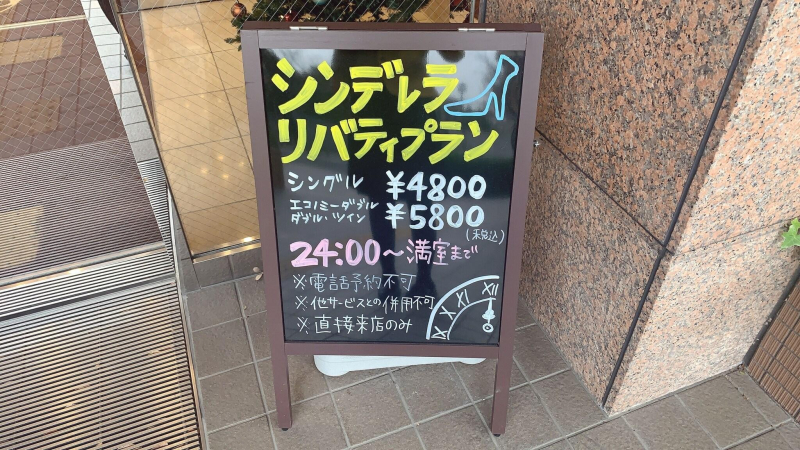 シンデレラ
リバティプラン
シングル ¥4800
エコノミーダブル
ダブル・ツイン ¥5800
(税込)
24:00〜満室まで
※電話予約不可
※他サービスとの併用不可
※直接来店のみ
IX X XI XII